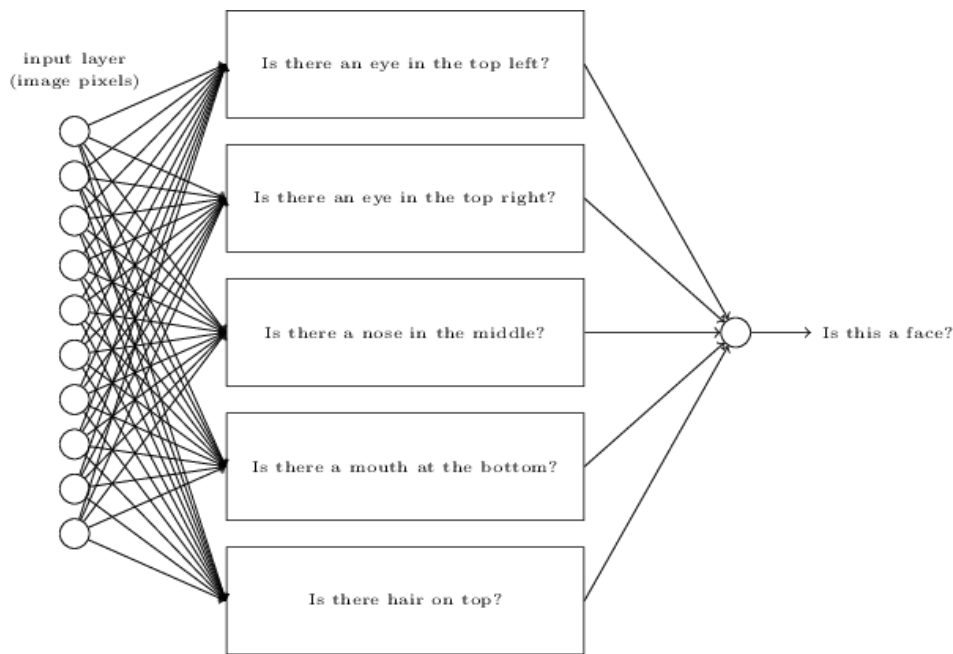 input layer
(image pixels)
Is there an eye in the top left?
Is there an eye in the top right?
Is there a nose in the middle?
Is this a face?
Is there a mouth at the bottom?
Is there hair on top?